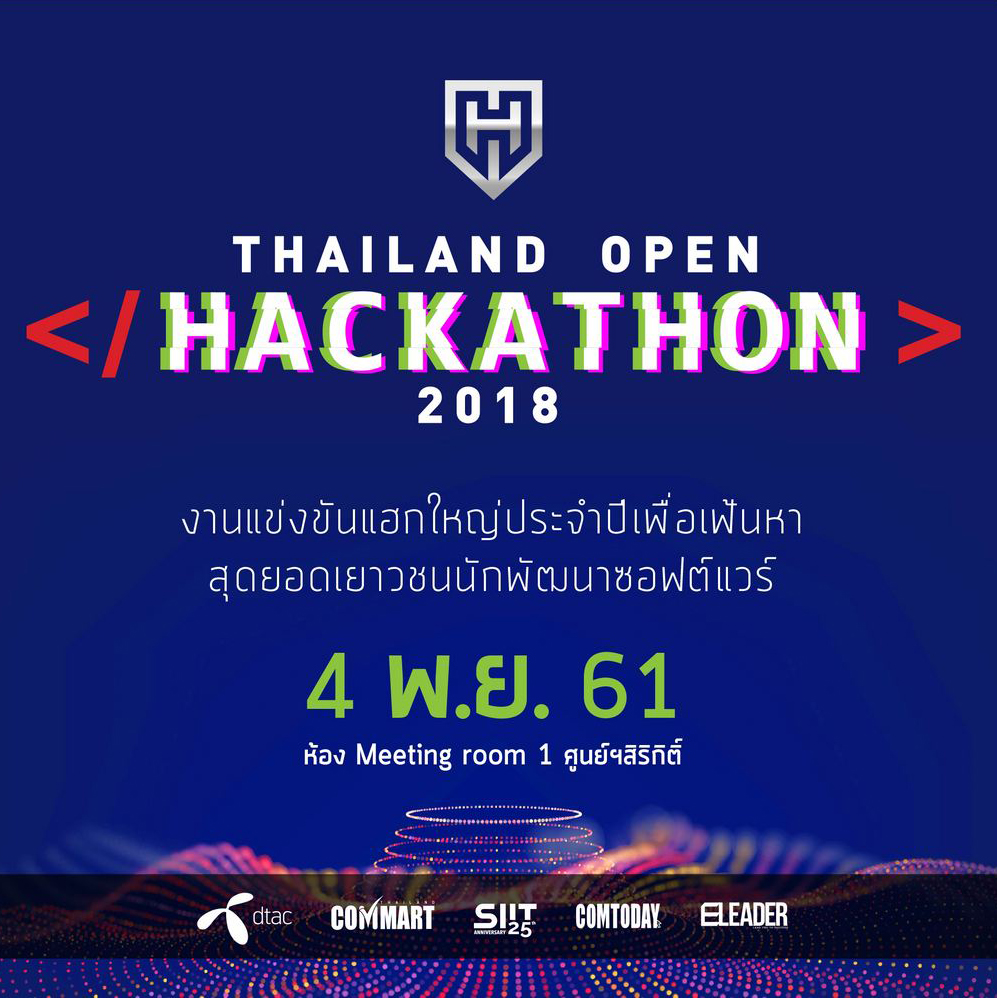 THAILAND OPEN
</HACKATHON>
2018
งานแข่งขันแฮกใหญ่ประจำปีเพื่อเฟ้นหา
สุดยอดเยาวชนนักพัฒนาซอฟต์แวร์
4 พ.ย. 61
ห้อง Meeting room 1 ศูนย์ฯสิริกิติ์
dtac
THAILAND
COMMART
SIIT
ANNIVERSARY 25
COMTODAY
ELEADER